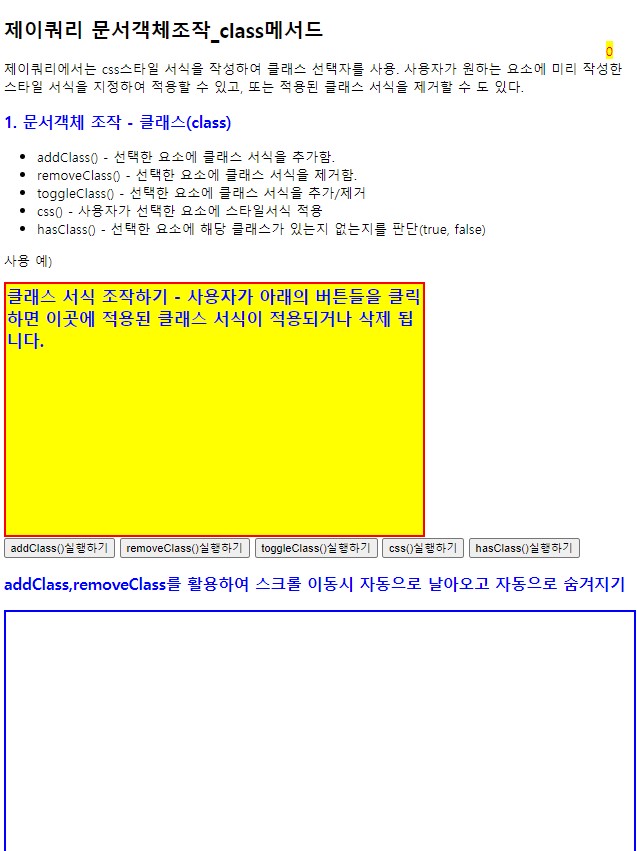 제이쿼리 문서객체조작_class메서드
0
제이쿼리에서는 css스타일 서식을 작성하여 클래스 선택자를 사용. 사용자가 원하는 요소에 미리 작성한
스타일 서식을 지정하여 적용할 수 있고, 또는 적용된 클래스 서식을 제거할 수 도 있다.
1. 문서객체 조작 - 클래스(class)
addClass() - 선택한 요소에 클래스 서식을 추가함.
removeClass() - 선택한 요소에 클래스 서식을 제거함.
toggleClass() - 선택한 요소에 클래스 서식을 추가/제거
css() - 사용자가 선택한 요소에 스타일서식 적용
hasClass() - 선택한 요소에 해당 클래스가 있는지 없는지를 판단(true, false)
사용 예)
클래스 서식 조작하기 - 사용자가 아래의 버튼들을 클릭
하면 이곳에 적용된 클래스 서식이 적용되거나 삭제 됩
니다.
addClass()실행하기 removeClass()실행하기 toggleClass()실행하기 css()실행하기 hasClass()실행하기
addClass,removeClass를 활용하여 스크롤 이동시 자동으로 날아오고 자동으로 숨겨지기